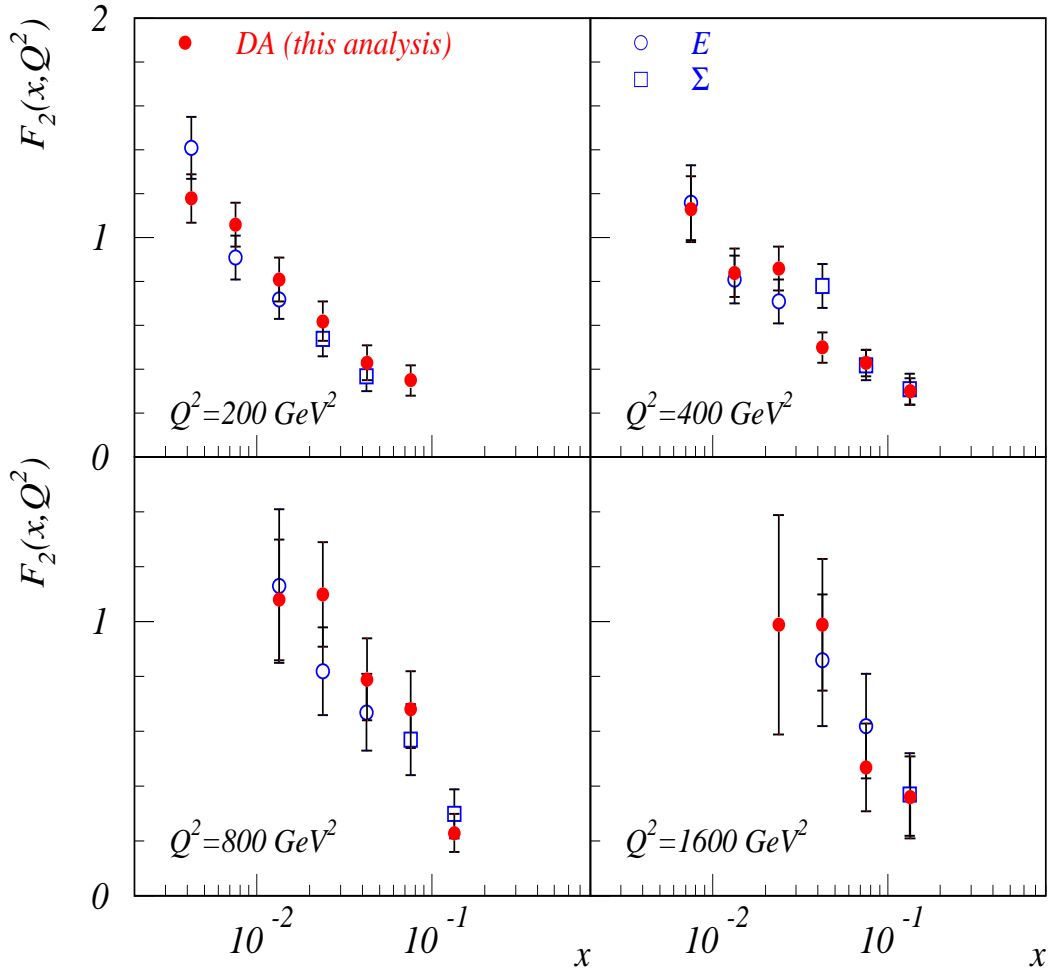 2
DA (this analysis)
E
Σ
F₂(x,Q²)
1
Q²=200 GeV²
Q²=400 GeV²
0
F₂(x,Q²)
1
Q²=800 GeV²
Q²=1600 GeV²
0
10⁻² 10⁻¹ x
10⁻² 10⁻¹ x